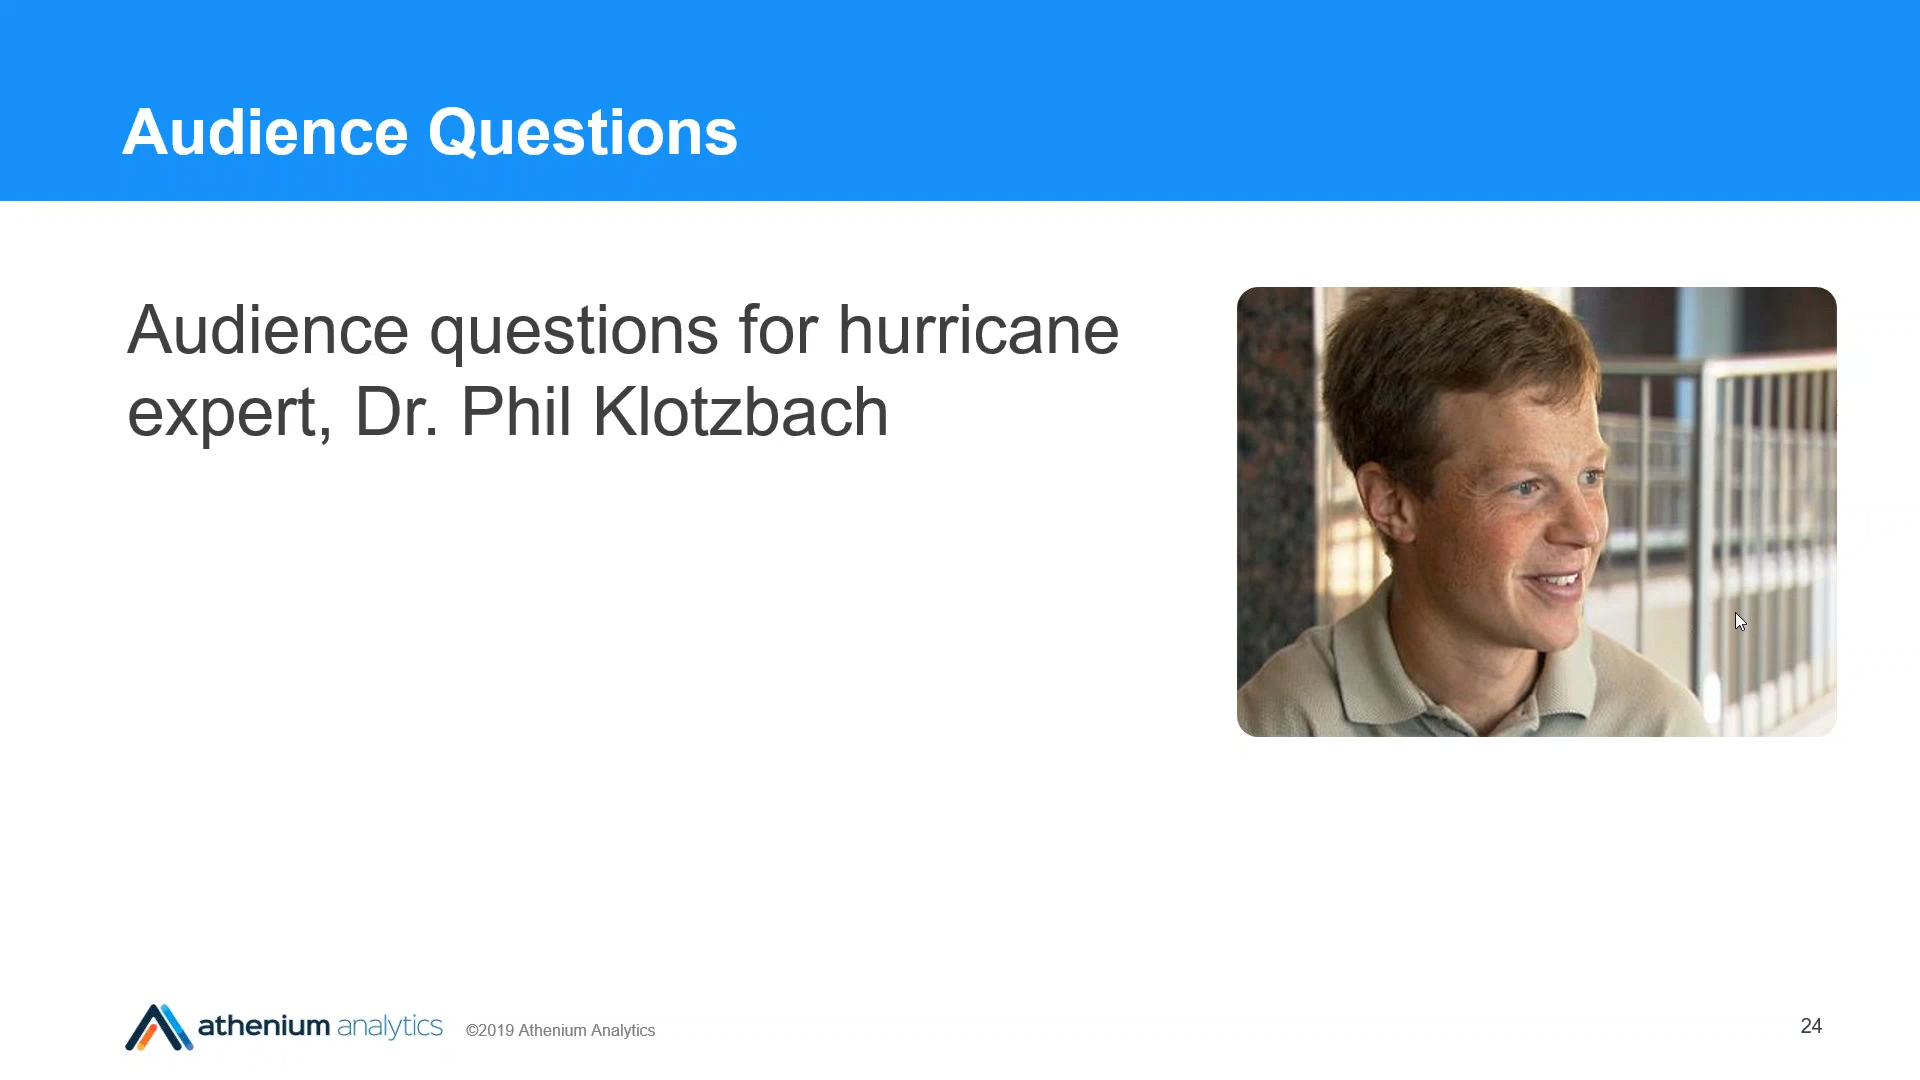 Audience Questions
Audience questions for hurricane
expert, Dr. Phil Klotzbach
athenium analytics
©2019 Athenium Analytics
24